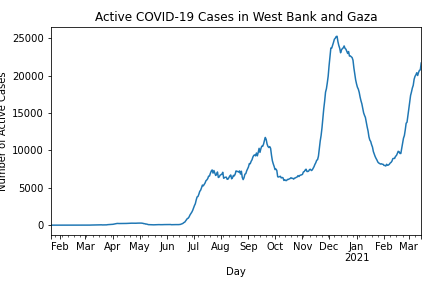 Active COVID-19 Cases in West Bank and Gaza
Number of Active Cases
25000
20000
15000
10000
5000
0
Feb Mar Apr May Jun Jul Aug Sep Oct Nov Dec Jan Feb Mar
2021
Day